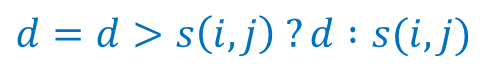 d = d > s(i,j) ? d : s(i,j)